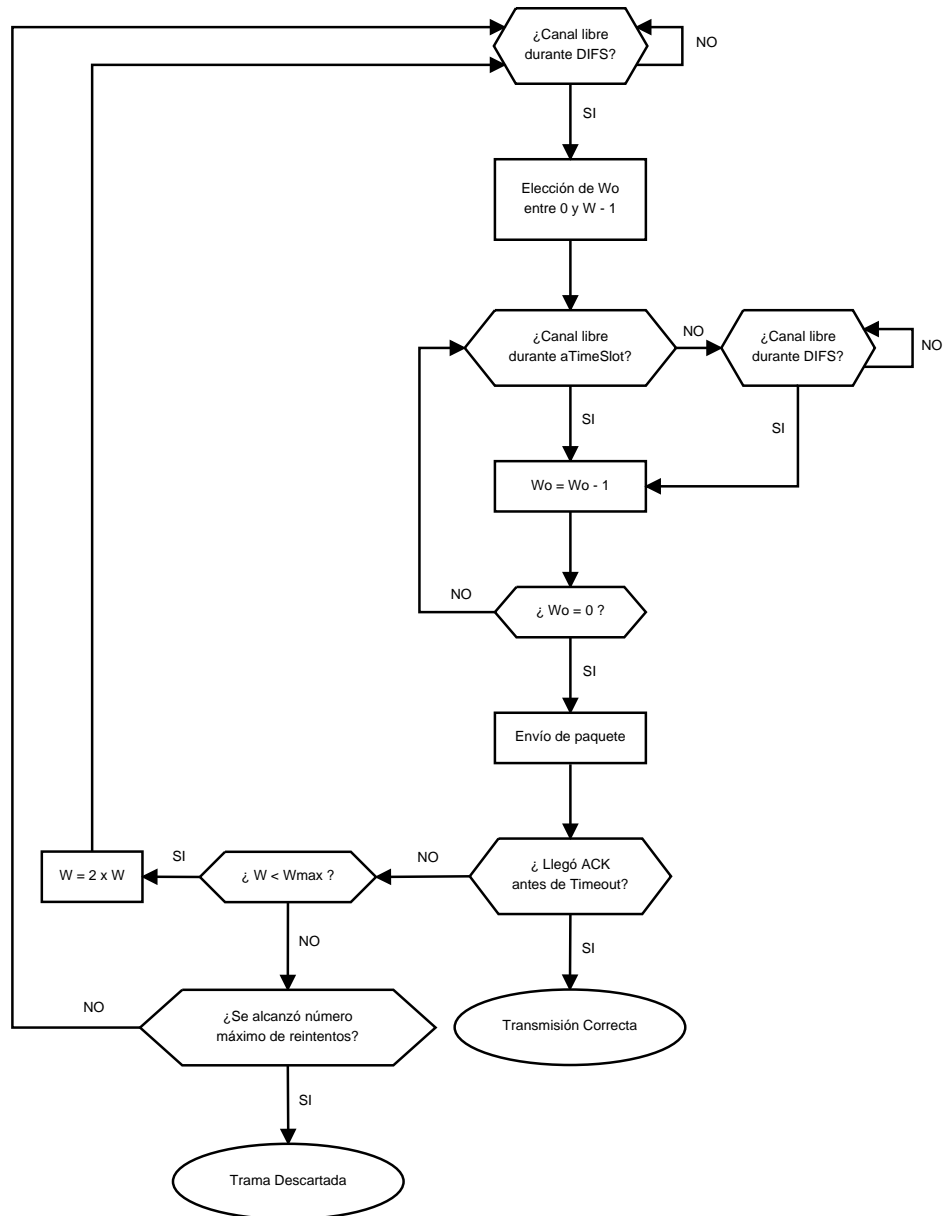 ¿Canal libre
durante DIFS?
NO
SI
Elección de Wo
entre 0 y W - 1
¿Canal libre
durante aTimeSlot?
NO
¿Canal libre
durante DIFS?
NO
SI
SI
Wo = Wo - 1
NO
¿ Wo = 0 ?
SI
Envío de paquete
¿ Llegó ACK
antes de Timeout?
NO
¿ W < Wmax ?
SI
W = 2 x W
NO
SI
¿Se alcanzó número
máximo de reintentos?
NO
Transmisión Correcta
SI
Trama Descartada